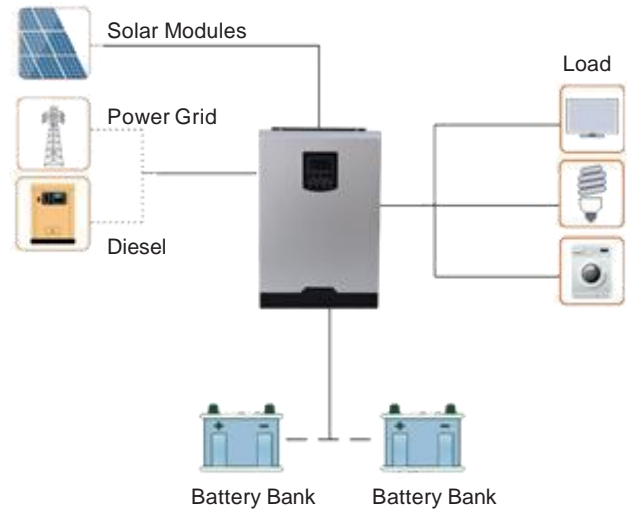 Solar Modules
Load
Power Grid
Diesel
Battery Bank
Battery Bank